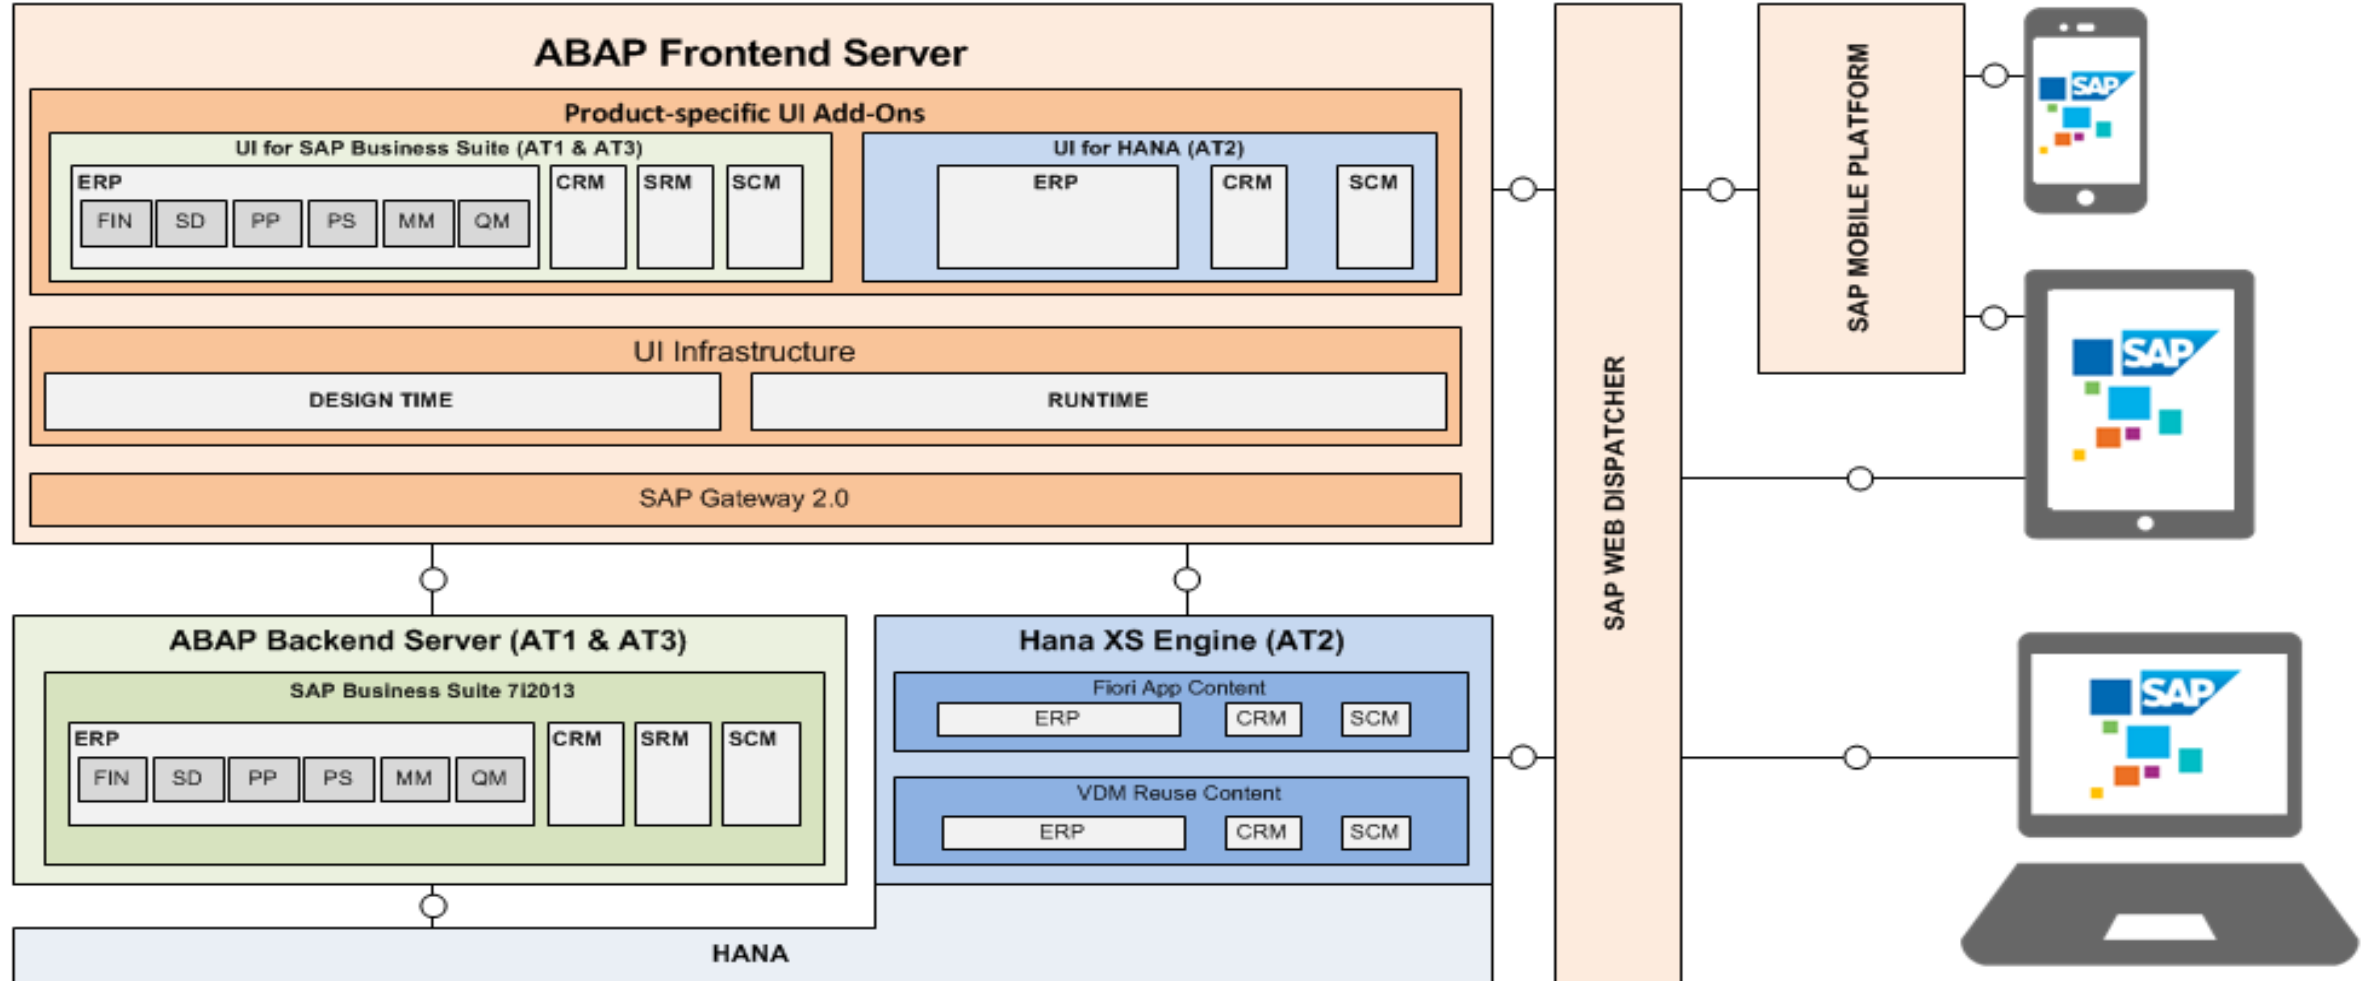 ABAP Frontend Server
Product-specific UI Add-Ons
UI for SAP Business Suite (AT1 & AT3)
ERP
FIN
SD
PP
PS
MM
QM
CRM
SRM
SCM
UI for HANA (AT2)
ERP
CRM
SCM
UI Infrastructure
DESIGN TIME
RUNTIME
SAP Gateway 2.0
ABAP Backend Server (AT1 & AT3)
SAP Business Suite 7i2013
ERP
FIN
SD
PP
PS
MM
QM
CRM
SRM
SCM
Hana XS Engine (AT2)
Fiori App Content
ERP
CRM
SCM
VDM Reuse Content
ERP
CRM
SCM
HANA
SAP WEB DISPATCHER
SAP MOBILE PLATFORM
SAP
SAP
SAP